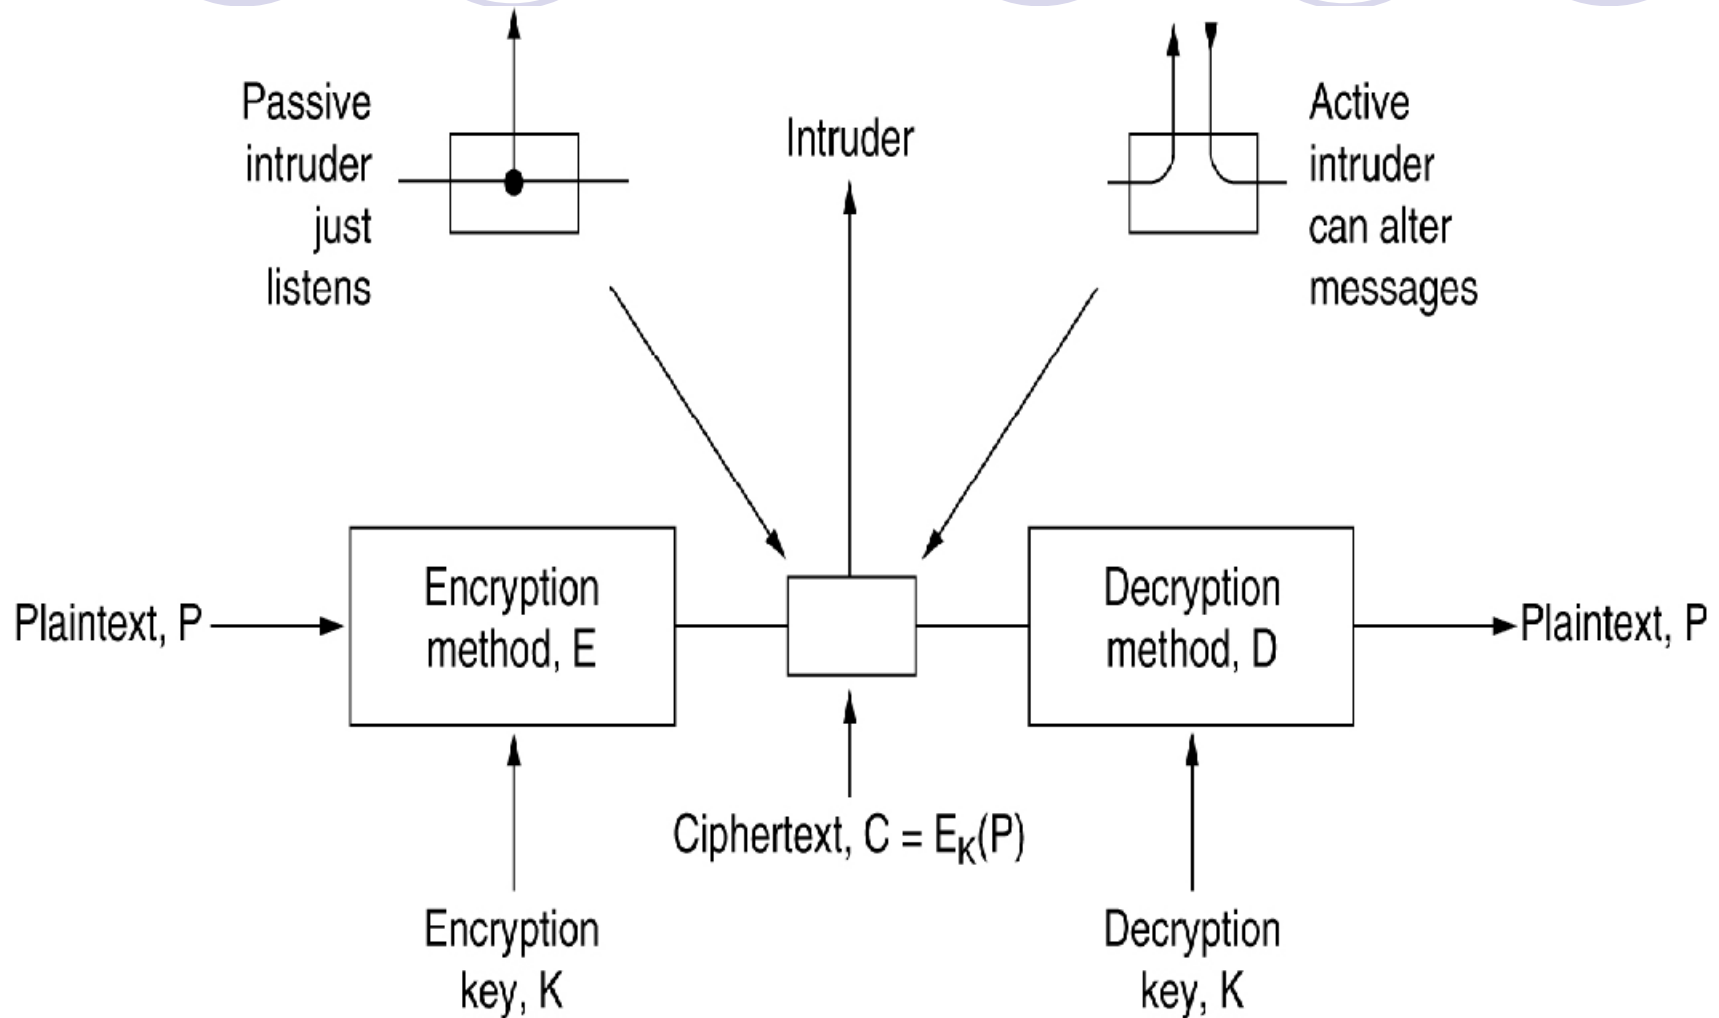 Passive
intruder
just
listens
Intruder
Active
intruder
can alter
messages
Plaintext, P
Encryption
method, E
Decryption
method, D
Plaintext, P
Ciphertext, C = E_K(P)
Encryption
key, K
Decryption
key, K